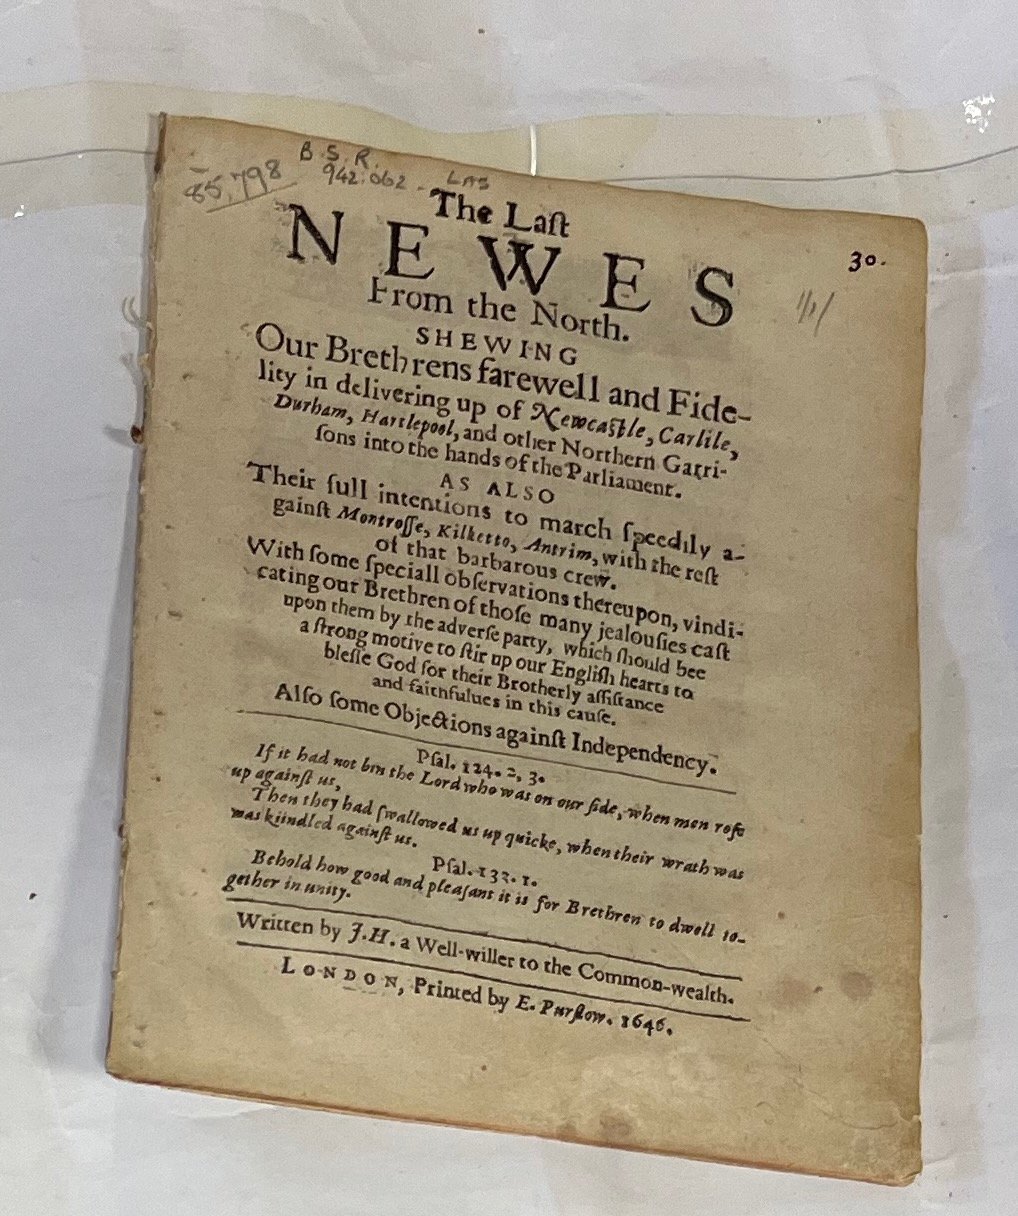 B.S.R.
85,798
942.062 - LAS
The Laſt
NEWES
From the North.
SHEWING
Our Brethrens farewell and Fide-
lity in delivering up of Newcaſtle, Carlile,
Durham, Hartlepool, and other Northern Garri-
ſons into the hands of the Parliament.
AS ALSO
Their full intentions to march ſpeedily a-
gainſt Montroſſe, Kilketto, Antrim, with the reſt
of that barbarous crew.
With ſome ſpeciall obſervations thereupon, vindi-
cating our Brethren of thoſe many jealouſies caſt
upon them by the adverſe party, which ſhould bee
a ſtrong motive to ſtir up our Engliſh hearts to
bleſſe God for their Brotherly aſſiſtance
and faithfulnes in this cauſe.
Alſo ſome Objections againſt Independency.
Pſal. 124. 2, 3.
If it had not bin the Lord who was on our ſide, when men roſe
up againſt us,
Then they had ſwallowed us up quicke, when their wrath was
was kiindled againſt us.
Pſal. 133. 1.
Behold how good and pleaſant it is for Brethren to dwell to-
gether in unity.
Written by J.H. a Well-willer to the Common-wealth.
LONDON, Printed by E. Purſlow. 1646.
30.